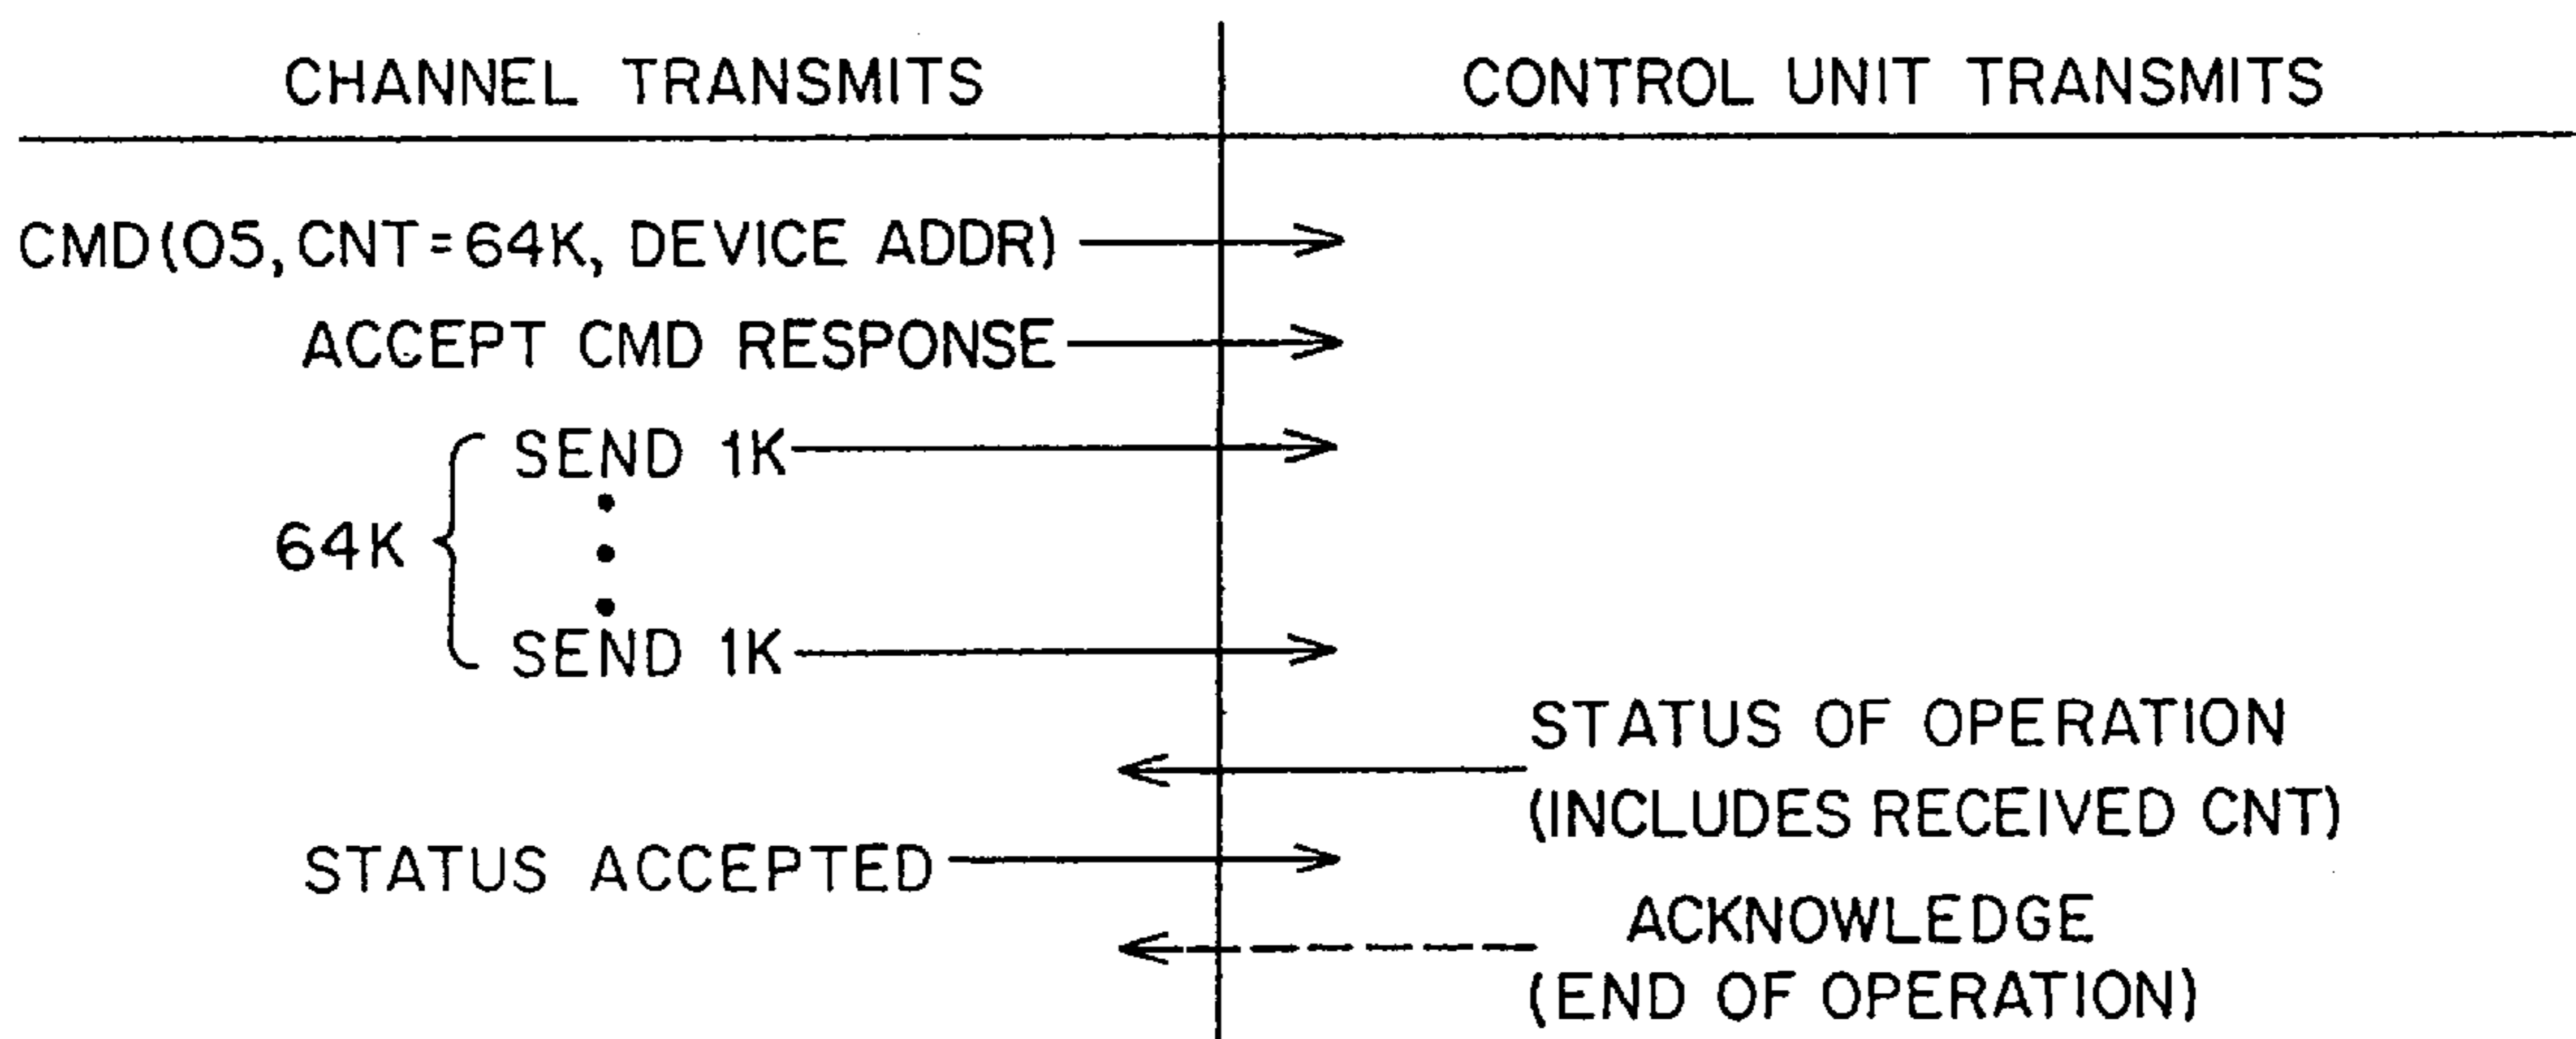 CHANNEL TRANSMITS
CONTROL UNIT TRANSMITS
CMD(05,CNT=64K, DEVICE ADDR)
ACCEPT CMD RESPONSE
SEND 1K
64K
SEND 1K
STATUS OF OPERATION
(INCLUDES RECEIVED CNT)
STATUS ACCEPTED
ACKNOWLEDGE
(END OF OPERATION)